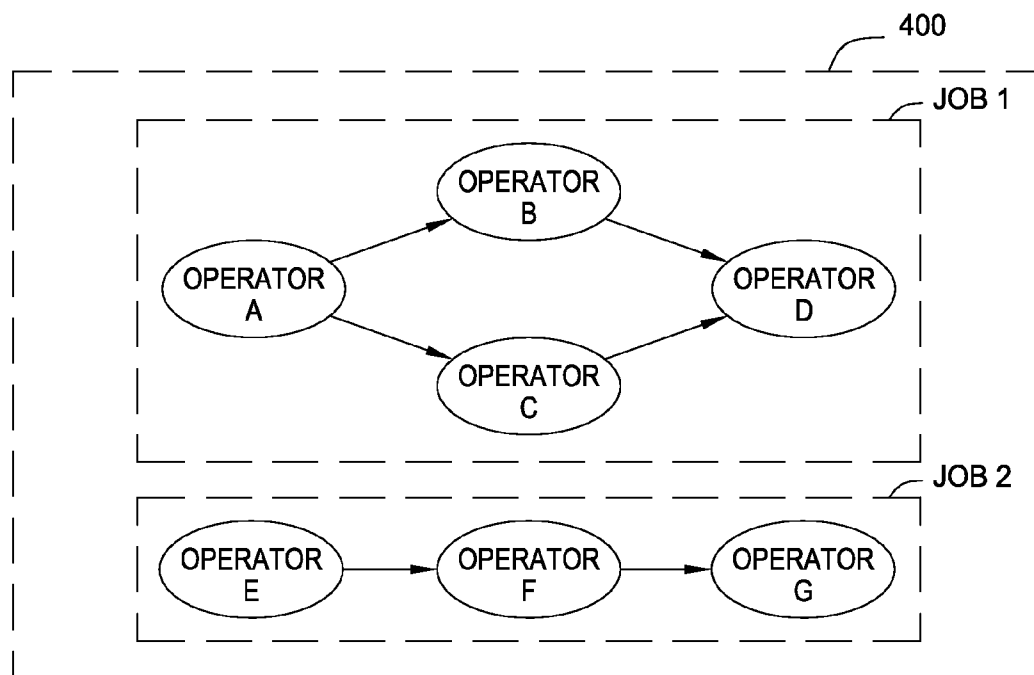 400
JOB 1
OPERATOR
B
OPERATOR
A
OPERATOR
D
OPERATOR
C
JOB 2
OPERATOR
E
OPERATOR
F
OPERATOR
G